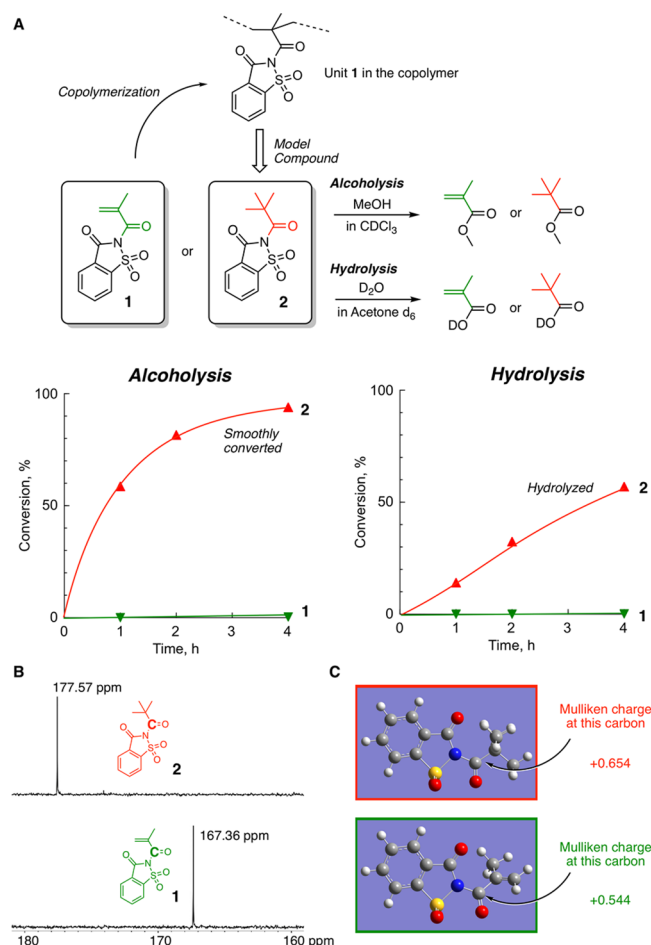 A
O
O
N
S
O
O
Unit 1 in the copolymer
Copolymerization
Model
Compound
O
O
N
S
O
O
1
or
O
O
N
S
O
O
2
Alcoholysis
MeOH
in CDCl3
O
O
or
O
O
Hydrolysis
D2O
in Acetone d6
O
DO
or
O
DO
Alcoholysis
100
50
0
Conversion, %
2
Smoothly
converted
1
0 1 2 3 4
Time, h
Hydrolysis
100
50
0
Conversion, %
2
Hydrolyzed
1
0 1 2 3 4
Time, h
B
177.57 ppm
C O
O
N
S
O
O
2
167.36 ppm
C O
O
N
S
O
O
1
180 170 160 ppm
C
Mulliken charge
at this carbon
+0.654
Mulliken charge
at this carbon
+0.544